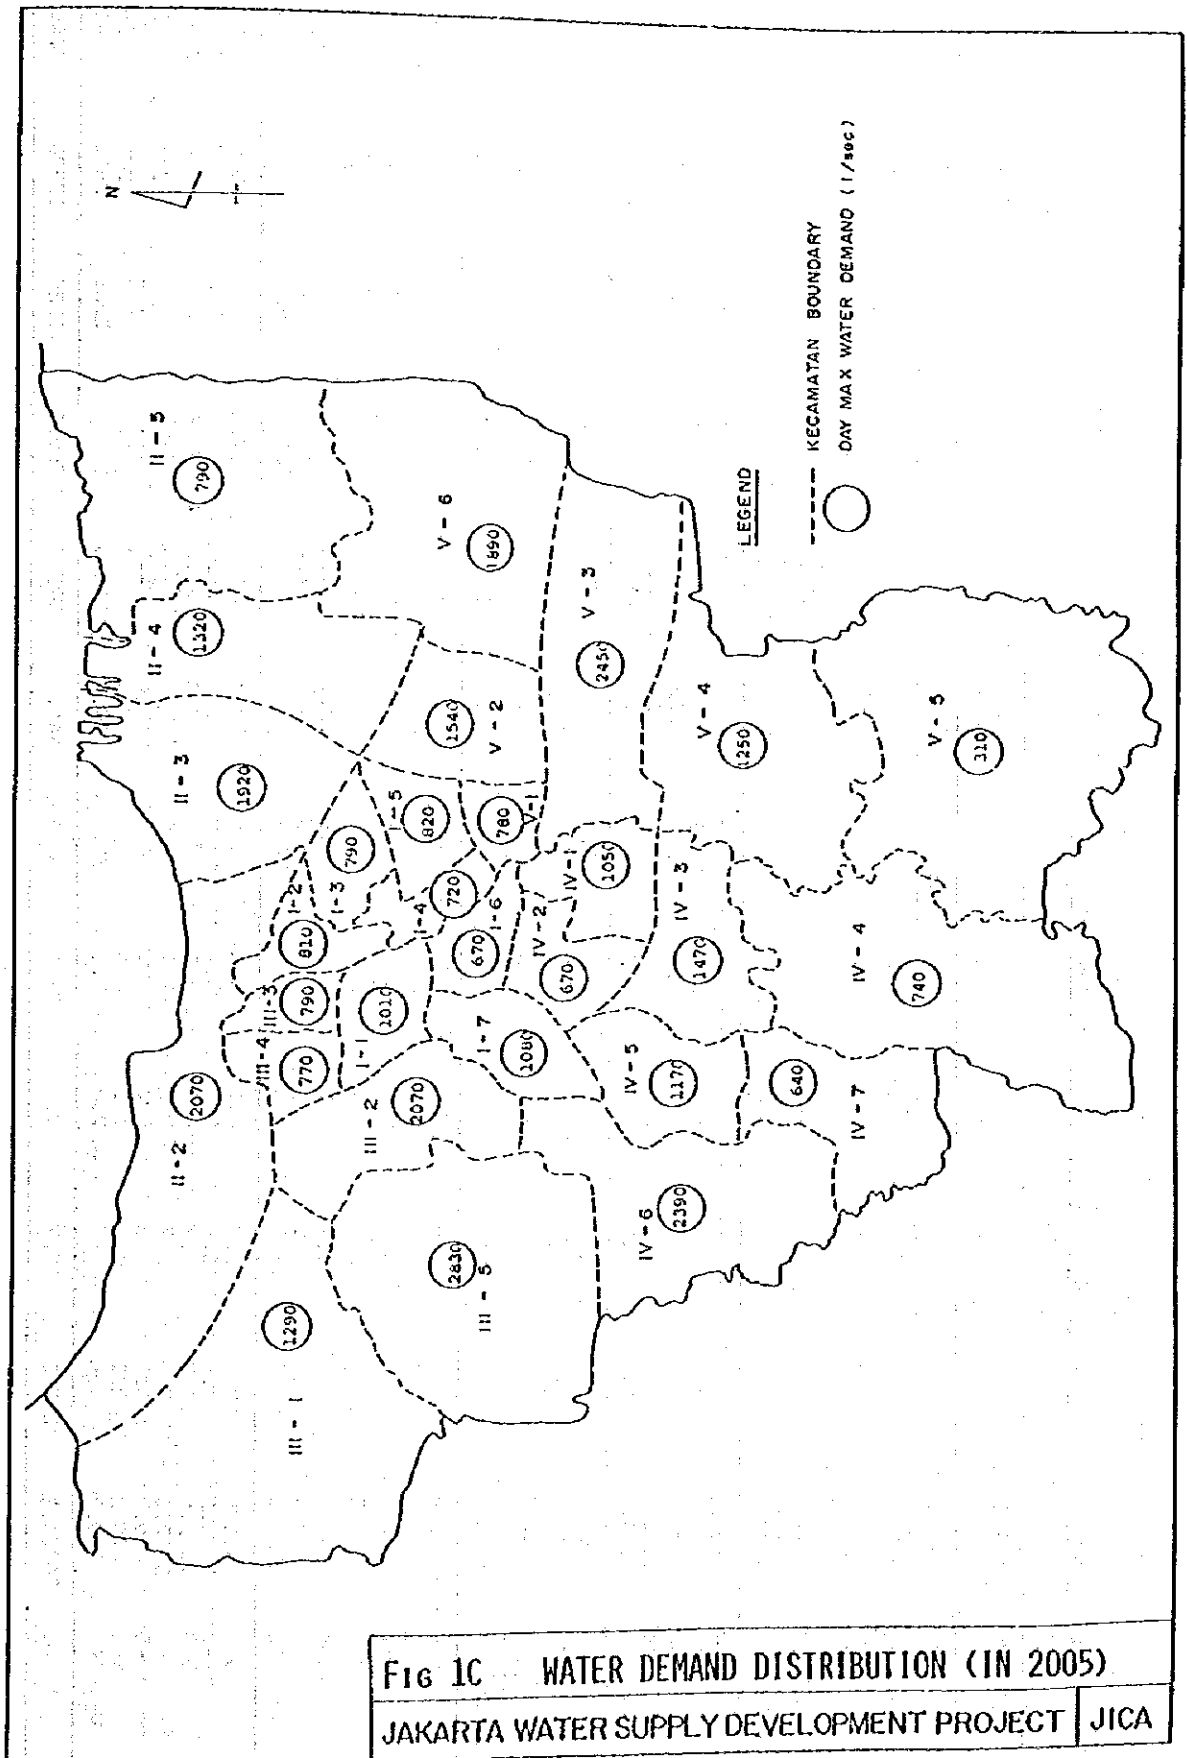 N
II - 5
790
II - 4
1320
II - 3
1920
II - 2
2070
V - 6
1890
V - 2
1540
V - 3
2450
V - 1
780
V - 4
1250
V - 5
310
I - 5
820
I - 3
790
I - 2
810
I - 4
720
I - 6
670
I - 1
1010
I - 7
1080
III - 3
790
III - 4
770
III - 2
2070
III - 1
1290
III - 5
2830
IV - 1
1050
IV - 2
670
IV - 3
1470
IV - 4
740
IV - 5
1170
IV - 6
2390
IV - 7
640
LEGEND
KECAMATAN BOUNDARY
DAY MAX WATER DEMAND (l/sec)
FIG 1C WATER DEMAND DISTRIBUTION (IN 2005)
JAKARTA WATER SUPPLY DEVELOPMENT PROJECT
JICA